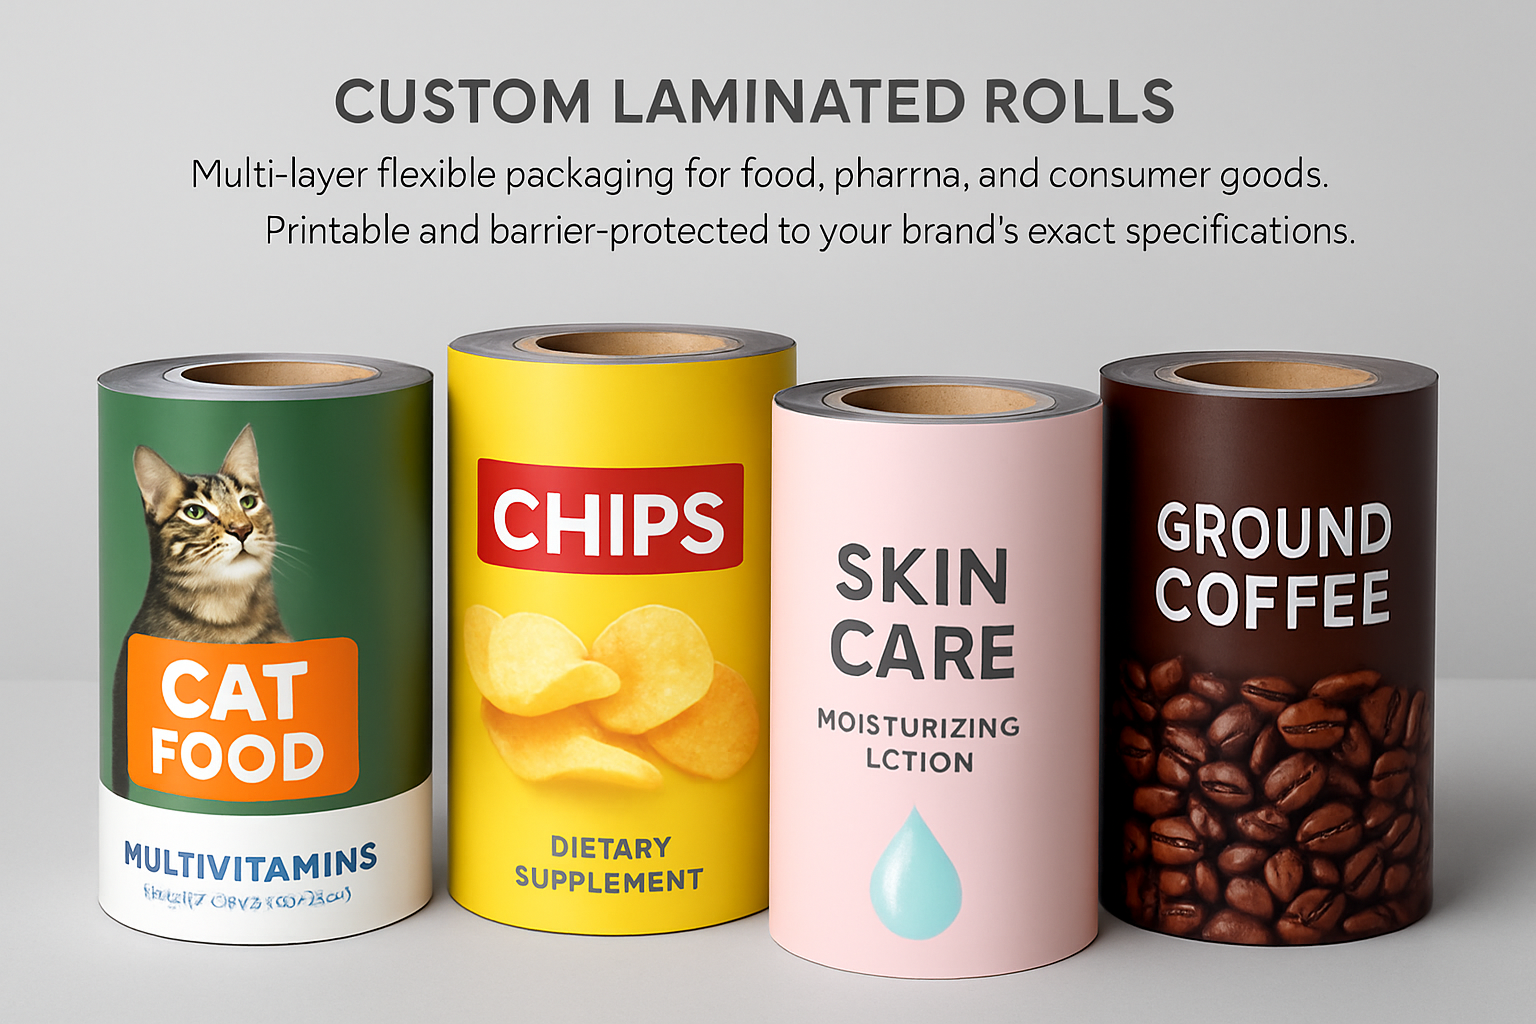 CUSTOM LAMINATED ROLLS
Multi-layer flexible packaging for food, pharrna, and consumer goods.
Printable and barrier-protected to your brand's exact specifications.
CAT
FOOD
MULTIVITAMINS
CHIPS
DIETARY
SUPPLEMENT
SKIN
CARE
MOISTURIZING
LCTION
GROUND
COFFEE